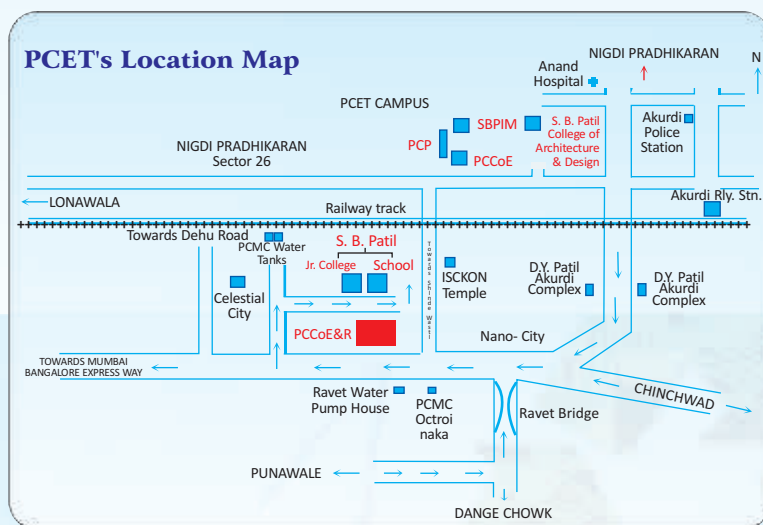 PCET's Location Map
NIGDI PRADHIKARAN
N
Anand
Hospital
PCET CAMPUS
SBPIM
PCP
PCCoE
S. B. Patil
College of
Architecture
& Design
Akurdi
Police
Station
NIGDI PRADHIKARAN
Sector 26
LONAWALA
Railway track
Akurdi Rly. Stn.
Towards Dehu Road
PCMC Water
Tanks
S. B. Patil
Jr. College
School
Towards Shinde Wasti
ISCKON
Temple
D.Y. Patil
Akurdi
Complex
D.Y. Patil
Akurdi
Complex
Celestial
City
PCCoE&R
Nano- City
TOWARDS MUMBAI
BANGALORE EXPRESS WAY
CHINCHWAD
Ravet Water
Pump House
PCMC
Octroi
naka
Ravet Bridge
PUNAWALE
DANGE CHOWK